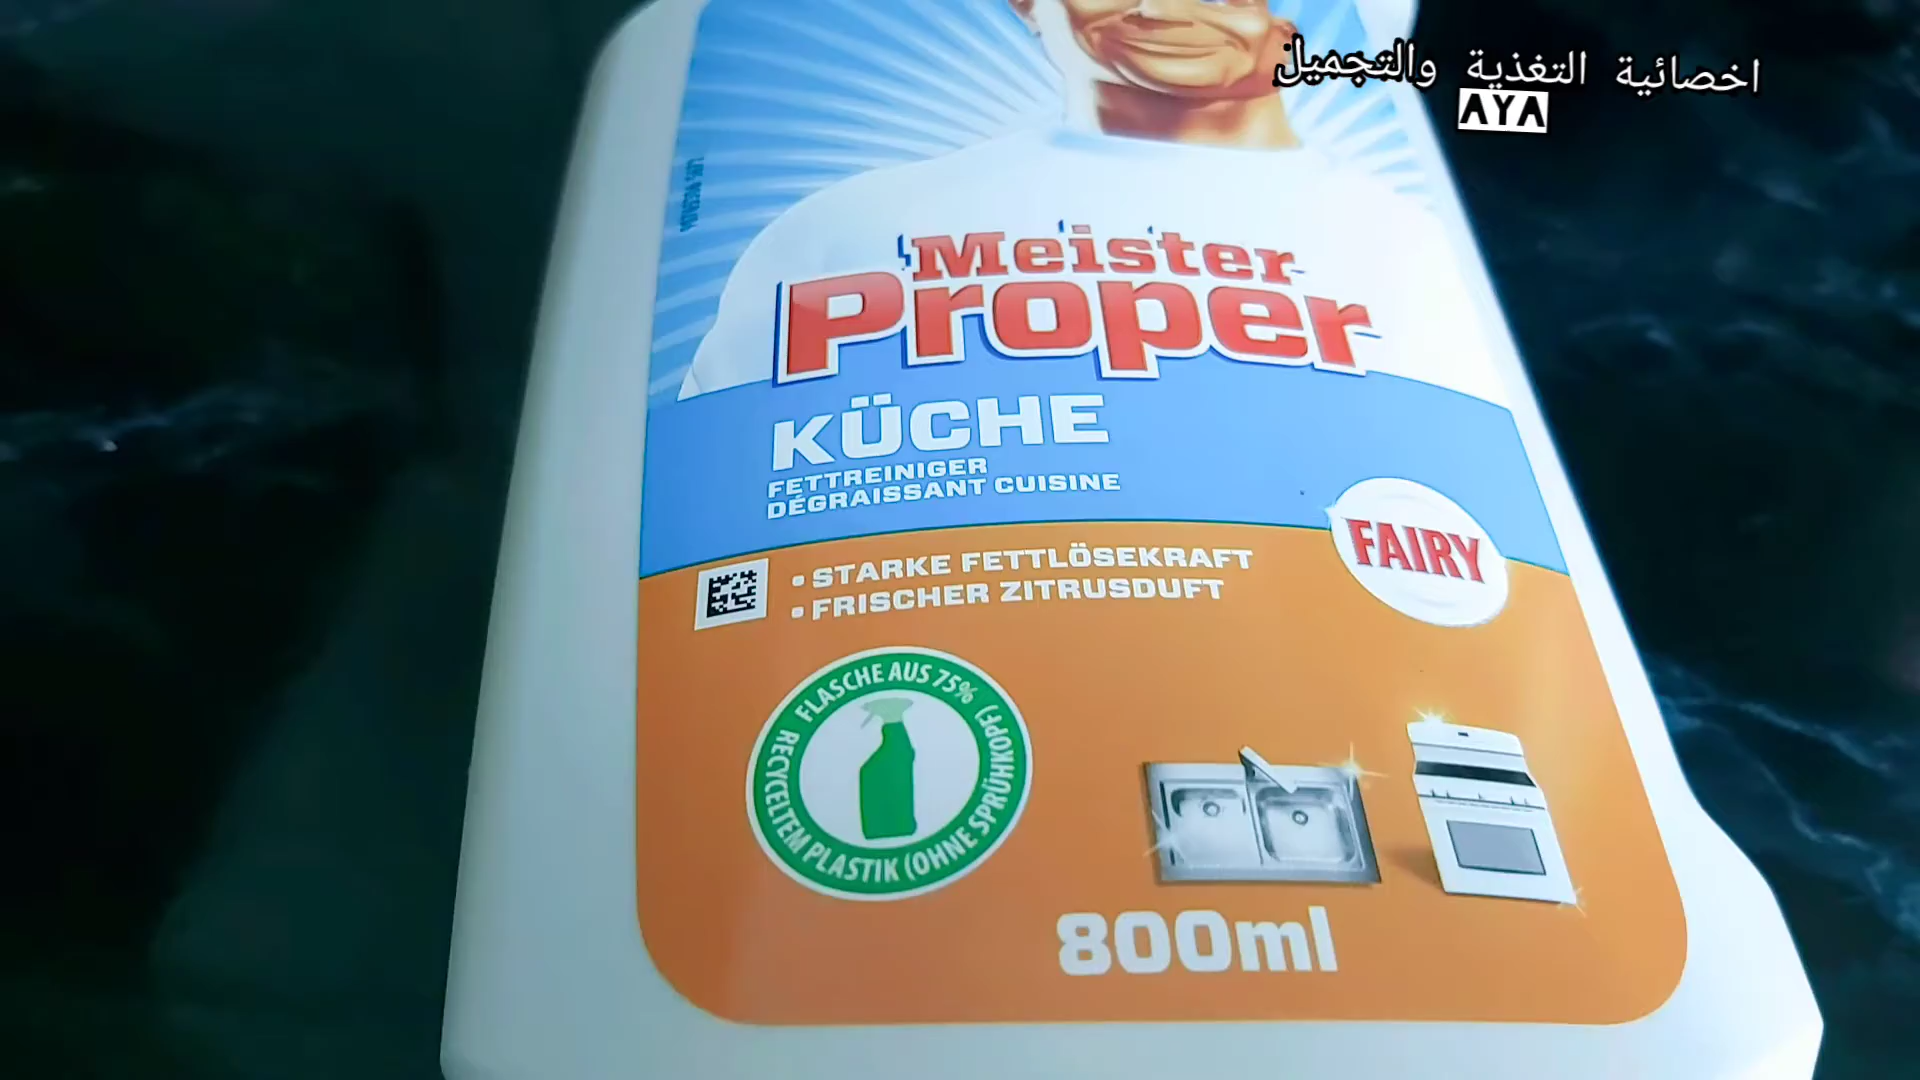 اخصائية التغذية والتجميل
AYA
Meister
Proper
KÜCHE
FETTREINIGER
DÉGRAISSANT CUISINE
FAIRY
• STARKE FETTLÖSEKRAFT
• FRISCHER ZITRUSDUFT
FLASCHE AUS 75%
RECYCELTEM PLASTIK (OHNE SPRÜHKOPF)
800ml